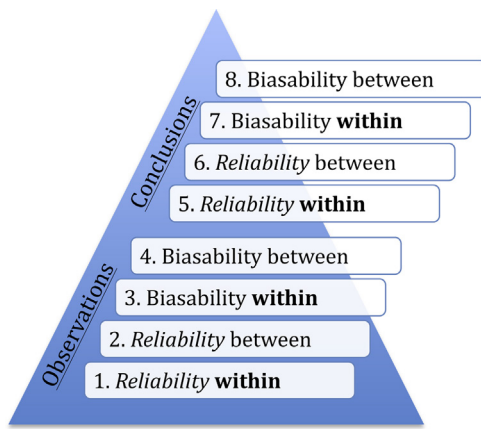 Conclusions
8. Biasability between
7. Biasability within
6. Reliability between
5. Reliability within
Observations
4. Biasability between
3. Biasability within
2. Reliability between
1. Reliability within